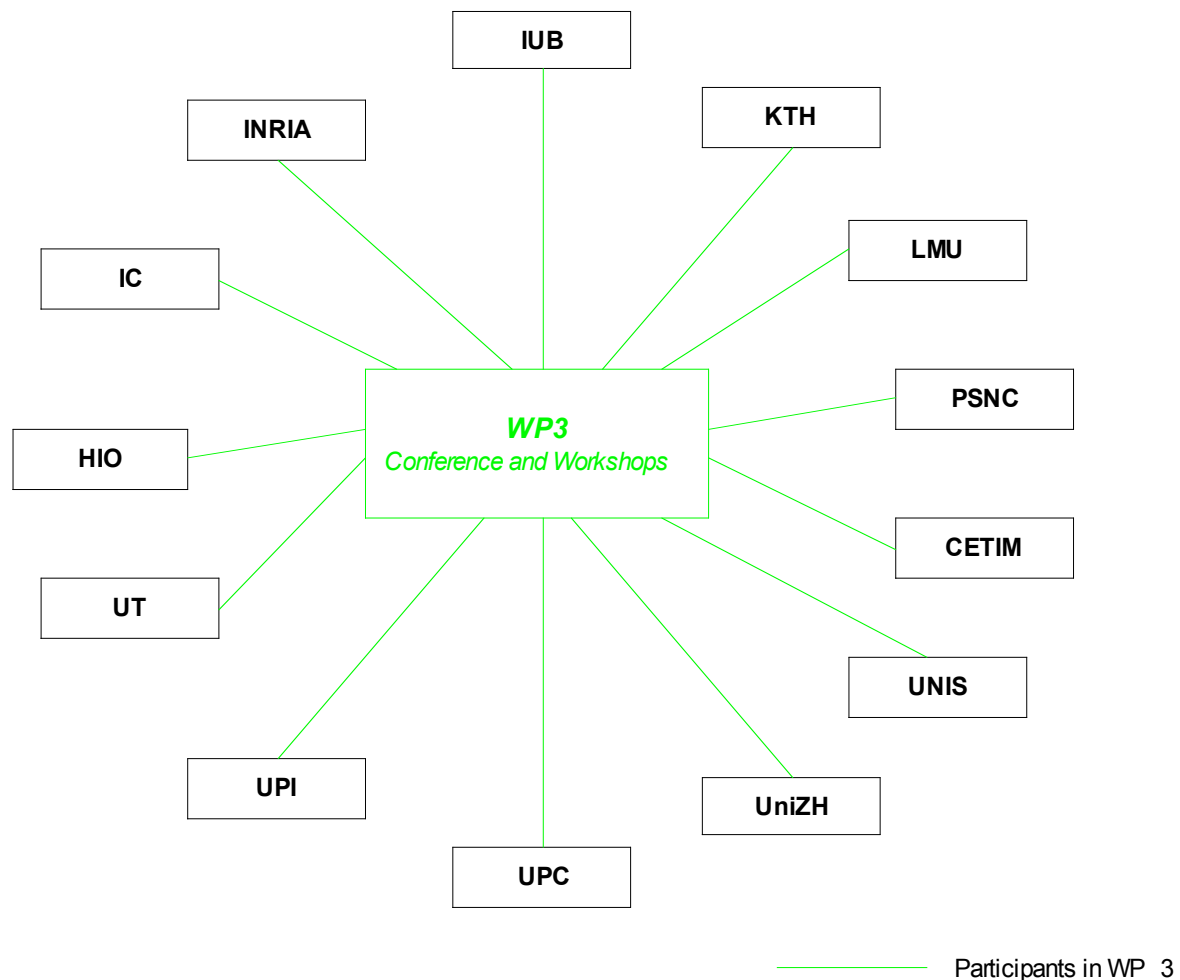 IUB
KTH
INRIA
LMU
IC
PSNC
WP3
Conference and Workshops
HIO
CETIM
UT
UNIS
UPI
UniZH
UPC
Participants in WP 3